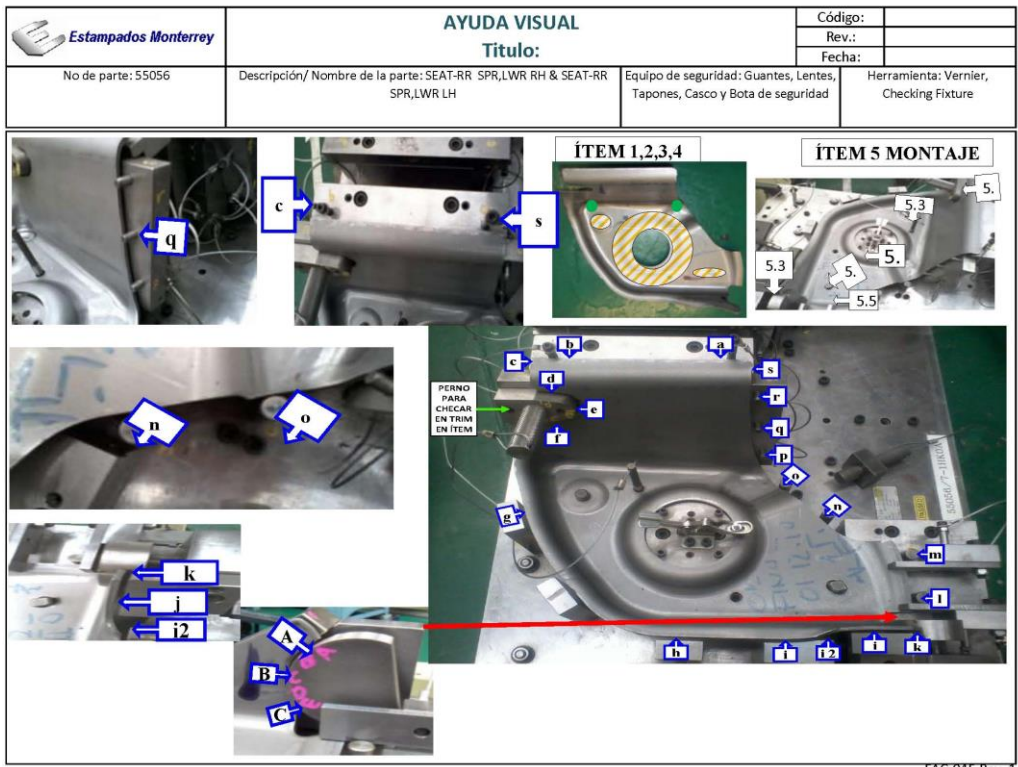 Estampados Monterrey
AYUDA VISUAL
Titulo:
Código:
Rev.:
Fecha:
No de parte: 55056
Descripción/ Nombre de la parte: SEAT-RR SPR,LWR RH & SEAT-RR
SPR,LWR LH
Equipo de seguridad: Guantes, Lentes,
Tapones, Casco y Bota de seguridad
Herramienta: Vernier,
Checking Fixture
q
c
s
ÍTEM 1,2,3,4
ÍTEM 5 MONTAJE
5.
5.3
5.
5.3
5.
5.5
n
o
b
a
c
s
d
r
e
PERNO
PARA
CHECAR
EN TRIM
EN ÍTEM
f
q
p
o
g
n
m
l
h
i
i 2
i
k
k
j
i2
A
B
C
A
B